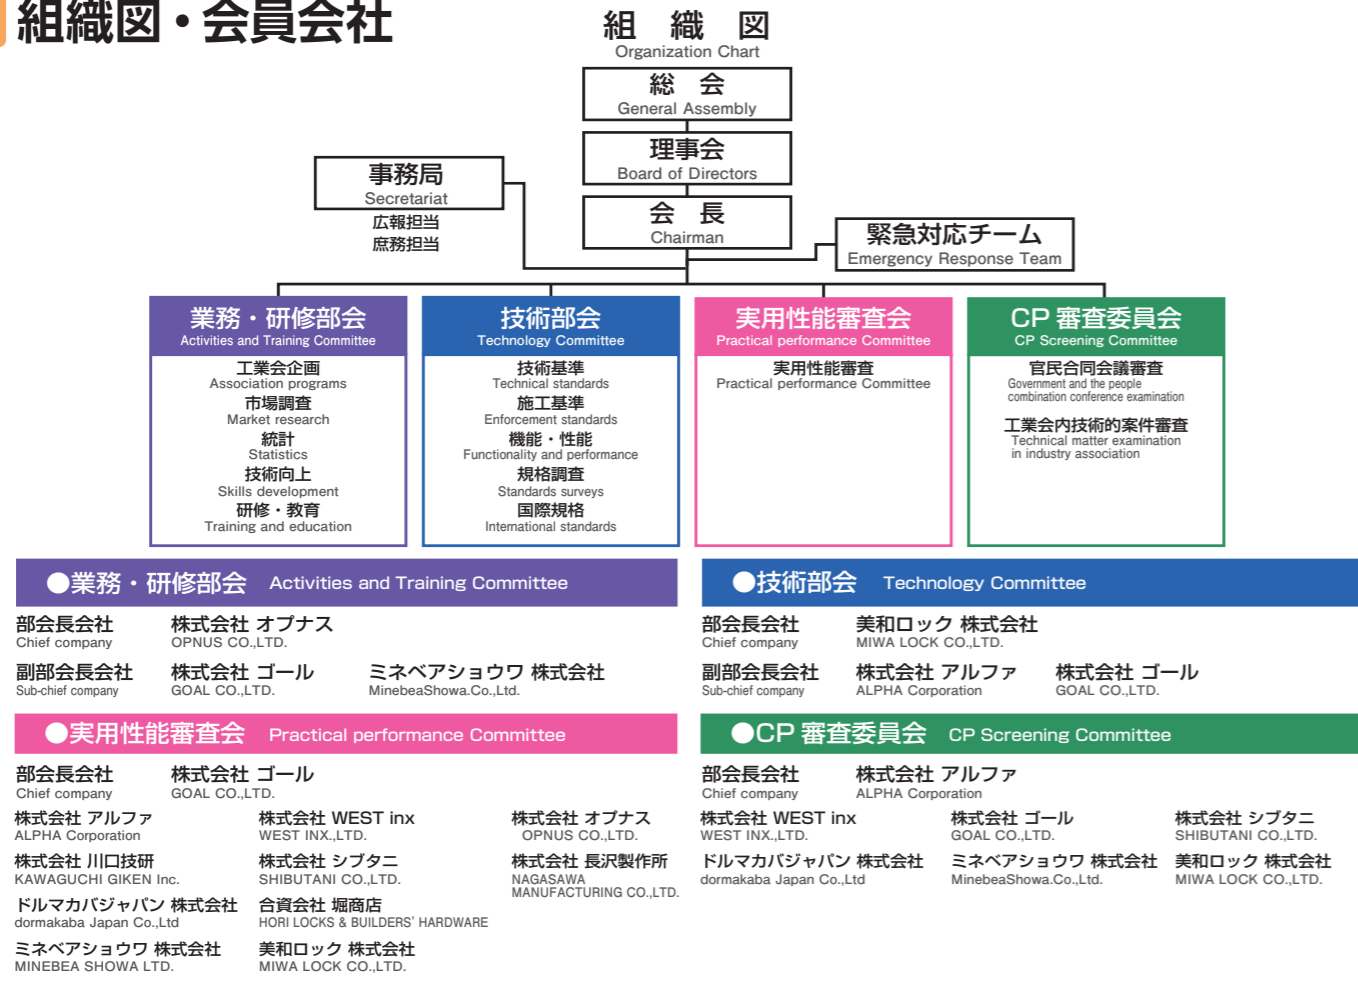 組織図・会員会社
組 織 図
Organization Chart
総 会
General Assembly
理事会
Board of Directors
会 長
Chairman
事務局
Secretariat
広報担当
庶務担当
緊急対応チーム
Emergency Response Team
業務・研修部会
Activities and Training Committee
工業会企画
Association programs
市場調査
Market research
統計
Statistics
技術向上
Skills development
研修・教育
Training and education
技術部会
Technology Committee
技術基準
Technical standards
施工基準
Enforcement standards
機能・性能
Functionality and performance
規格調査
Standards surveys
国際規格
International standards
実用性能審査会
Practical performance Committee
実用性能審査
Practical performance Committee
CP 審査委員会
CP Screening Committee
官民合同会議審査
Government and the people
combination conference examination
工業会内技術的案件審査
Technical matter examination
in industry association
●業務・研修部会 Activities and Training Committee
部会長会社 株式会社 オプナス
Chief company OPNUS CO.,LTD.
副部会長会社 株式会社 ゴール ミネベアショウワ 株式会社
Sub-chief company GOAL CO.,LTD. MinebeaShowa.Co.,Ltd.
●技術部会 Technology Committee
部会長会社 美和ロック 株式会社
Chief company MIWA LOCK CO.,LTD.
副部会長会社 株式会社 アルファ 株式会社 ゴール
Sub-chief company ALPHA Corporation GOAL CO.,LTD.
●実用性能審査会 Practical performance Committee
部会長会社 株式会社 ゴール
Chief company GOAL CO.,LTD.
株式会社 アルファ 株式会社 WEST inx 株式会社 オプナス
ALPHA Corporation WEST INX.,LTD. OPNUS CO.,LTD.
株式会社 川口技研 株式会社 シブタニ 株式会社 長沢製作所
KAWAGUCHI GIKEN Inc. SHIBUTANI CO.,LTD. NAGASAWA
MANUFACTURING CO.,LTD.
ドルマカバジャパン 株式会社 合資会社 堀商店
dormakaba Japan Co.,Ltd HORI LOCKS & BUILDERS' HARDWARE
ミネベアショウワ 株式会社 美和ロック 株式会社
MINEBEA SHOWA LTD. MIWA LOCK CO.,LTD.
●CP 審査委員会 CP Screening Committee
部会長会社 株式会社 アルファ
Chief company ALPHA Corporation
株式会社 WEST inx 株式会社 ゴール 株式会社 シブタニ
WEST INX.,LTD. GOAL CO.,LTD. SHIBUTANI CO.,LTD.
ドルマカバジャパン 株式会社 ミネベアショウワ 株式会社 美和ロック 株式会社
dormakaba Japan Co.,Ltd MinebeaShowa.Co.,Ltd. MIWA LOCK CO.,LTD.